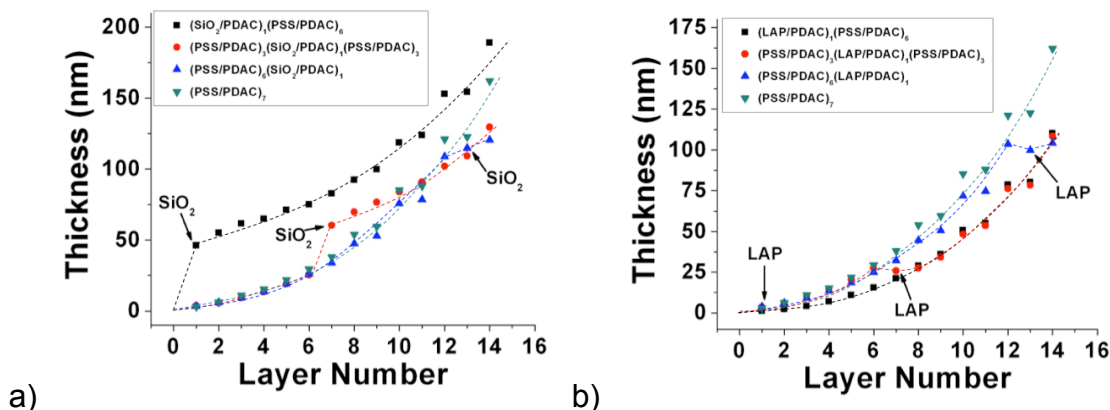 (SiO₂/PDAC)₁(PSS/PDAC)₆
(PSS/PDAC)₃(SiO₂/PDAC)₁(PSS/PDAC)₃
(PSS/PDAC)₆(SiO₂/PDAC)₁
(PSS/PDAC)₇
Thickness (nm)
200
150
100
50
0
SiO₂
SiO₂
SiO₂
0 2 4 6 8 10 12 14 16
Layer Number
a)
(LAP/PDAC)₁(PSS/PDAC)₆
(PSS/PDAC)₃(LAP/PDAC)₁(PSS/PDAC)₃
(PSS/PDAC)₆(LAP/PDAC)₁
(PSS/PDAC)₇
Thickness (nm)
175
150
125
100
75
50
25
0
LAP
LAP
LAP
0 2 4 6 8 10 12 14 16
Layer Number
b)